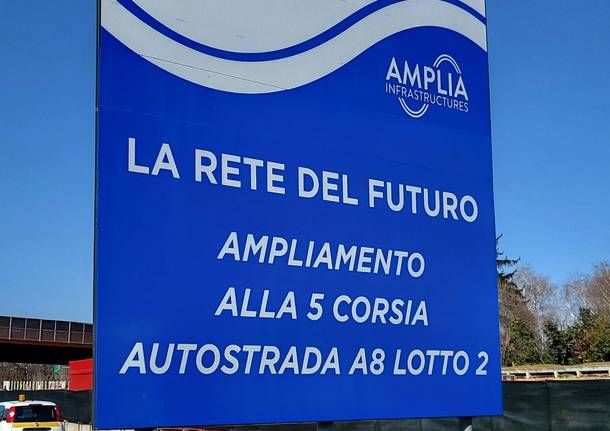 AMPLIA
INFRASTRUCTURES
LA RETE DEL FUTURO
AMPLIAMENTO
ALLA 5 CORSIA
AUTOSTRADA A8 LOTTO 2